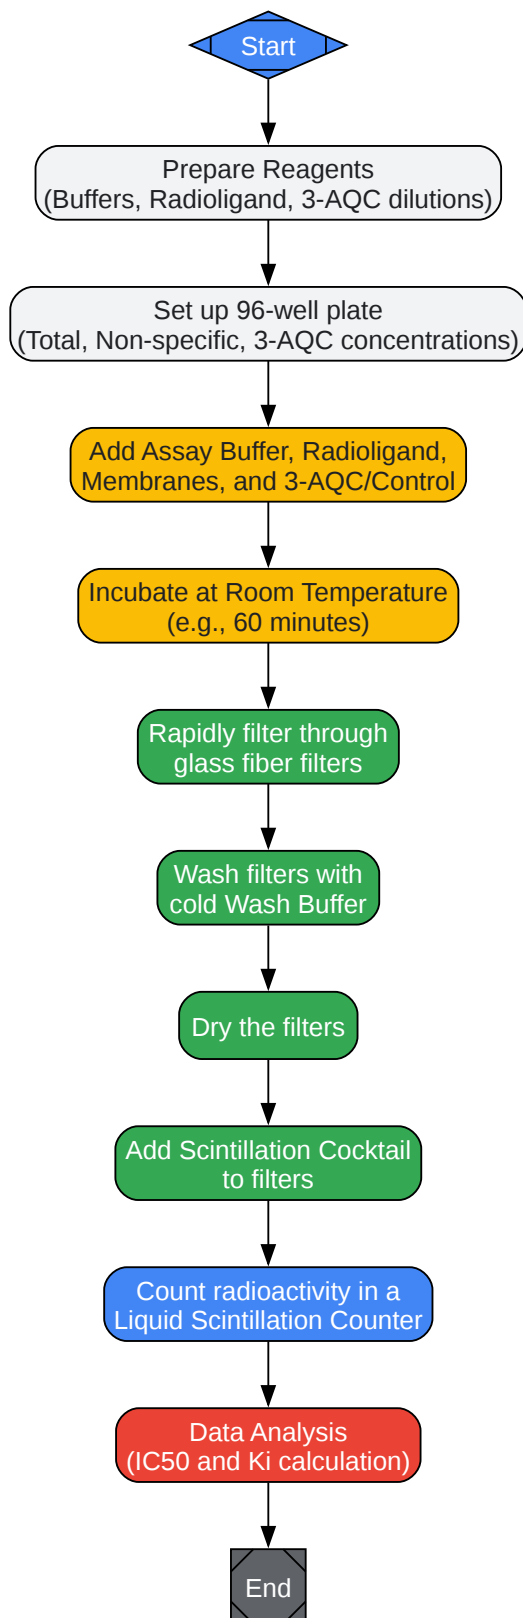 Start
Prepare Reagents
(Buffers, Radioligand, 3-AQC dilutions)
Set up 96-well plate
(Total, Non-specific, 3-AQC concentrations)
Add Assay Buffer, Radioligand,
Membranes, and 3-AQC/Control
Incubate at Room Temperature
(e.g., 60 minutes)
Rapidly filter through
glass fiber filters
Wash filters with
cold Wash Buffer
Dry the filters
Add Scintillation Cocktail
to filters
Count radioactivity in a
Liquid Scintillation Counter
Data Analysis
(IC50 and Ki calculation)
End